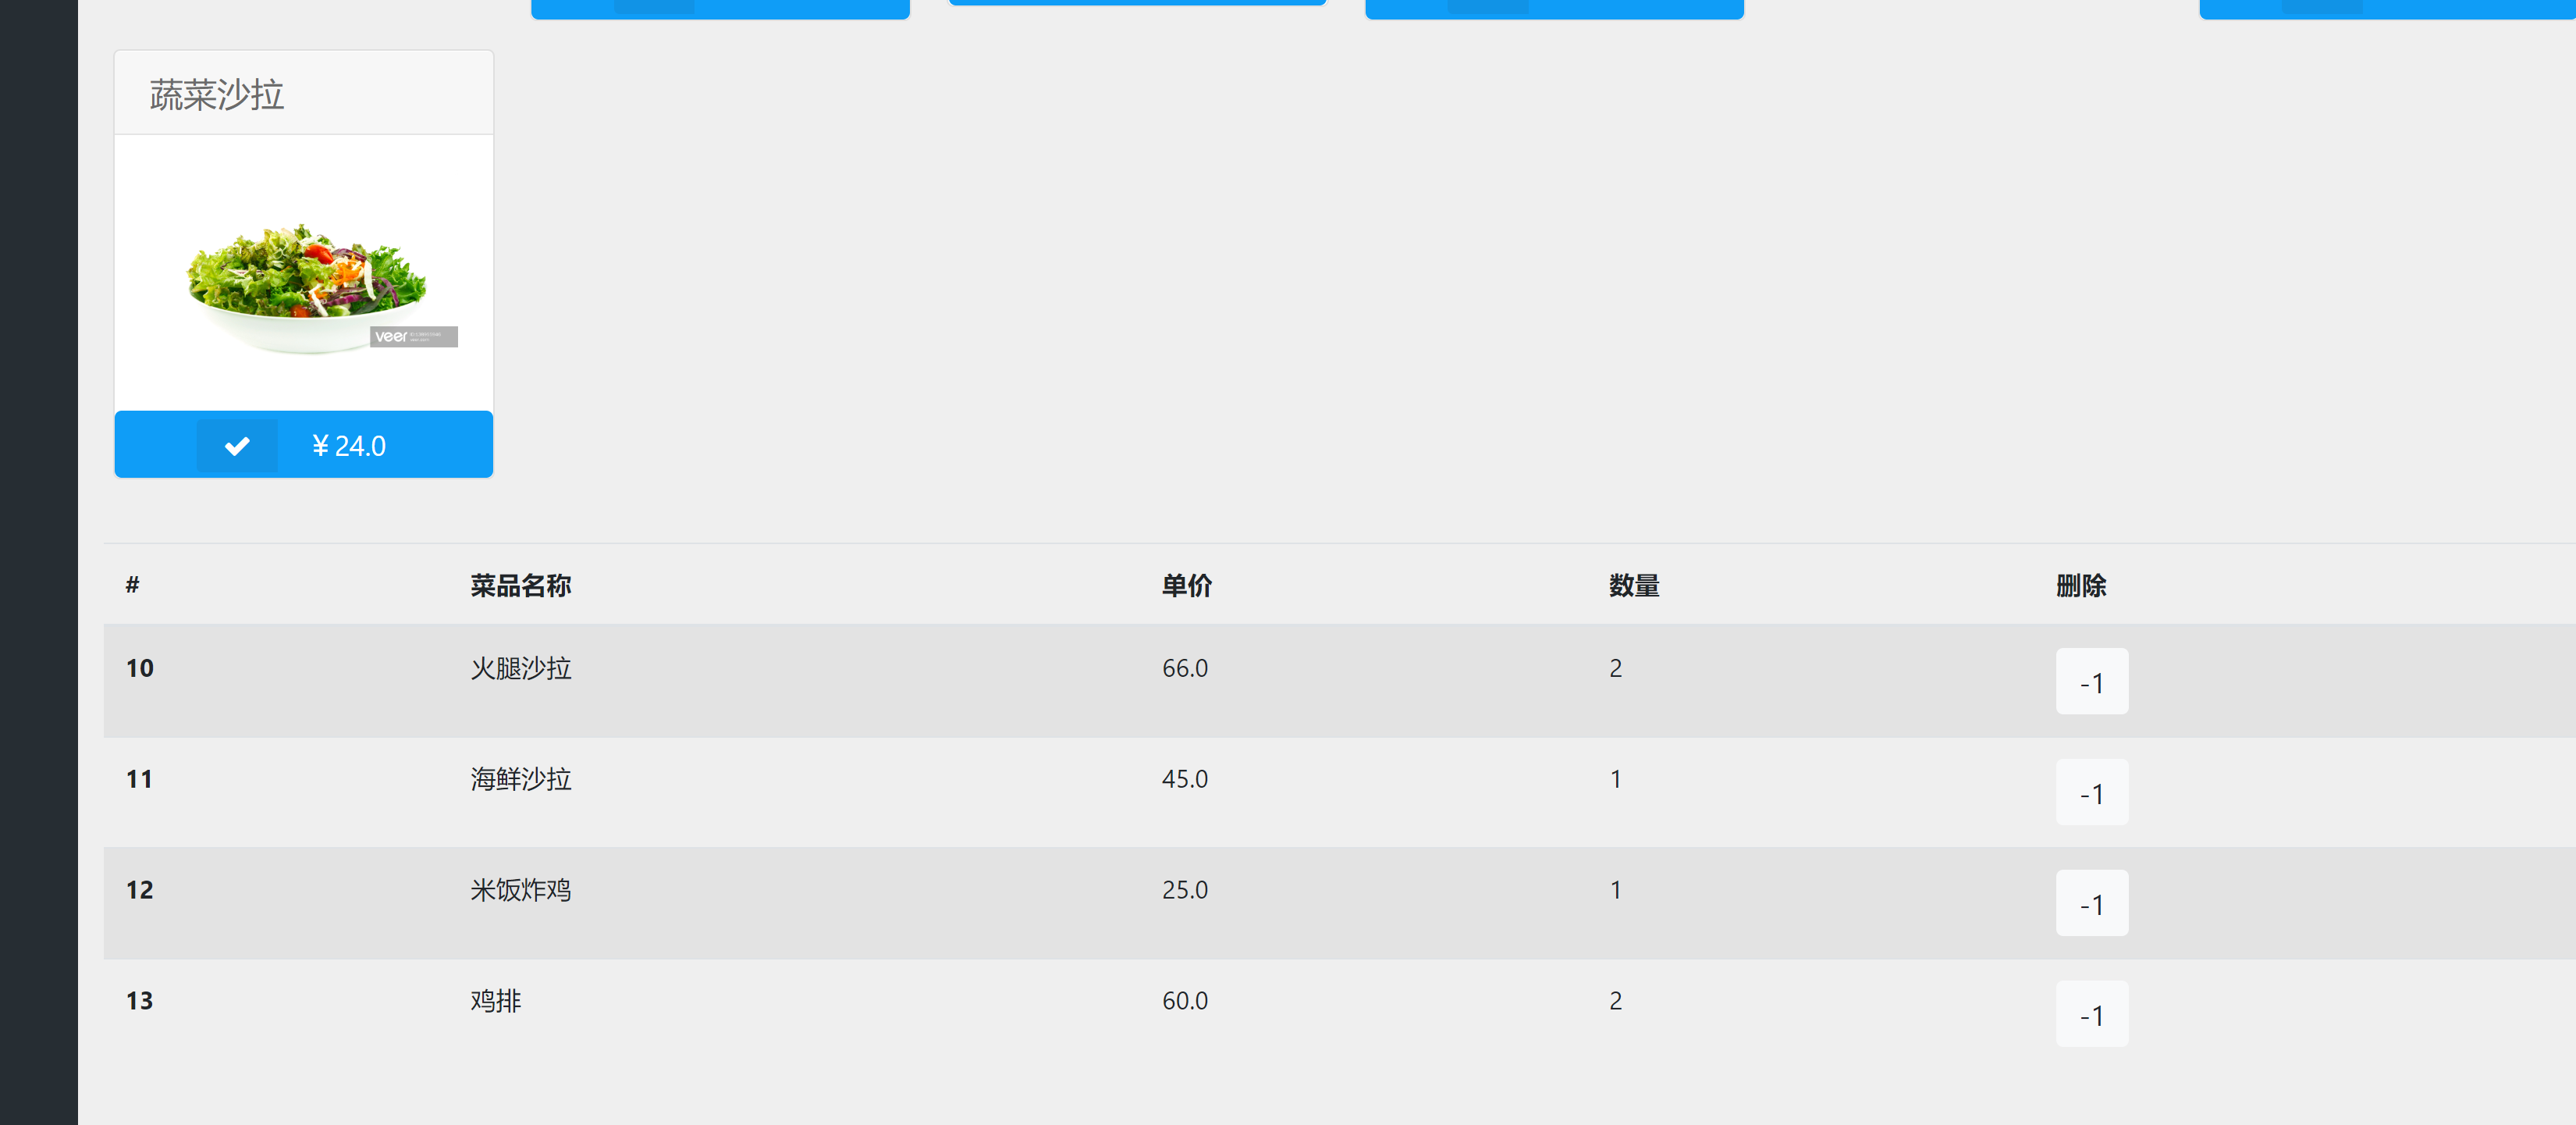 蔬菜沙拉
veer
¥ 24.0
# 菜品名称 单价 数量 删除
10 火腿沙拉 66.0 2 -1
11 海鲜沙拉 45.0 1 -1
12 米饭炸鸡 25.0 1 -1
13 鸡排 60.0 2 -1